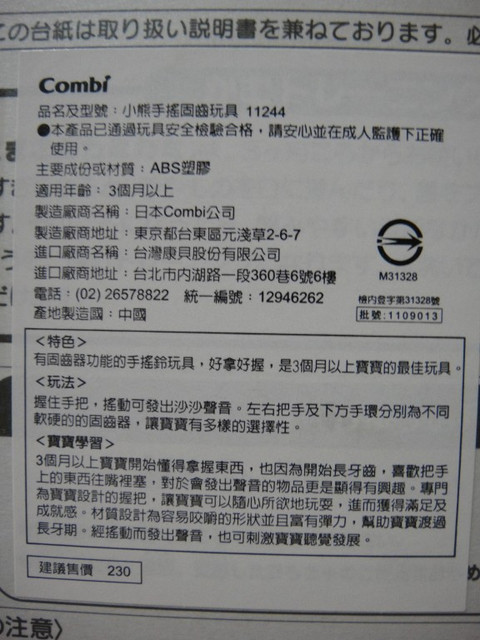 この台紙は取り扱い説明書を兼ねております。必
Combi
品名及型號：小熊手搖固齒玩具 11244
●本產品已通過玩具安全檢驗合格，請安心並在成人監護下正確
使用。
主要成份或材質：ABS塑膠
適用年齡：3個月以上
製造廠商名稱：日本Combi公司
製造廠商地址：東京都台東區元淺草2-6-7
進口廠商名稱：台灣康貝股份有限公司
進口廠商地址：台北市內湖路一段360巷6號6樓
電話：(02) 26578822 統一編號：12946262
產地製造國：中國
M31328
檢內登字第31328號
批號：1109013
<特色>
有固齒器功能的手搖鈴玩具，好拿好握，是3個月以上寶寶的最佳玩具。
<玩法>
握住手把，搖動可發出沙沙聲音。左右把手及下方手環分別為不同
軟硬的的固齒器，讓寶寶有多樣的選擇性。
<寶寶學習>
3個月以上寶寶開始懂得拿握東西，也因為開始長牙齒，喜歡把手
上的東西往嘴裡塞，對於會發出聲音的物品更是顯得有興趣。專門
為寶寶設計的握把，讓寶寶可以隨心所欲地玩耍，進而獲得滿足及
成就感。材質設計為容易咬嚼的形狀並且富有彈力，幫助寶寶渡過
長牙期。經搖動而發出聲音，也可刺激寶寶聽覺發展。
建議售價 230
の注意〉